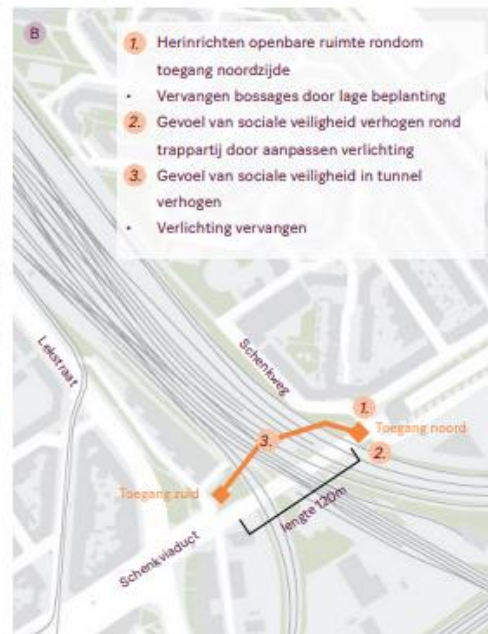 B
1. Herinrichten openbare ruimte rondom
toegang noordzijde
• Vervangen bossages door lage beplanting
2. Gevoel van sociale veiligheid verhogen rond
trappartij door aanpassen verlichting
3. Gevoel van sociale veiligheid in tunnel
verhogen
• Verlichting vervangen
Lekstraat
Schenkweg
1.
Toegang noord
3.
2.
Toegang zuid
lengte 120m
Schenkviaduct